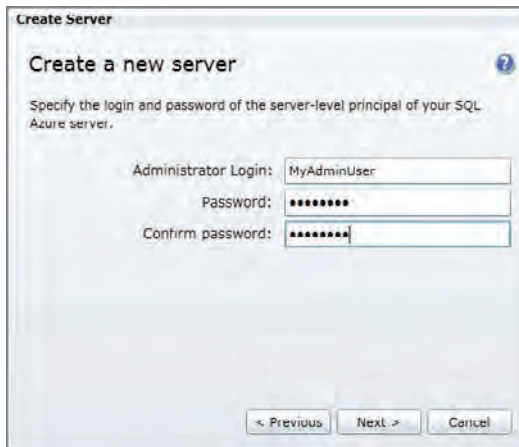 Create Server
Create a new server
?
Specify the login and password of the server-level principal of your SQL
Azure server.
Administrator Login: MyAdminUser
Password: ••••••••
Confirm password: ••••••••
< Previous Next > Cancel